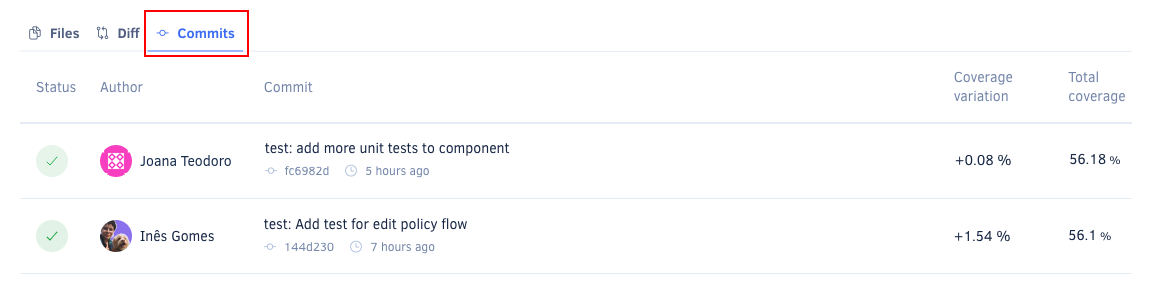 Files Diff Commits
Status Author Commit Coverage variation Total coverage
Joana Teodoro test: add more unit tests to component +0.08 % 56.18 %
fc6982d 5 hours ago
Inês Gomes test: Add test for edit policy flow +1.54 % 56.1 %
144d230 7 hours ago